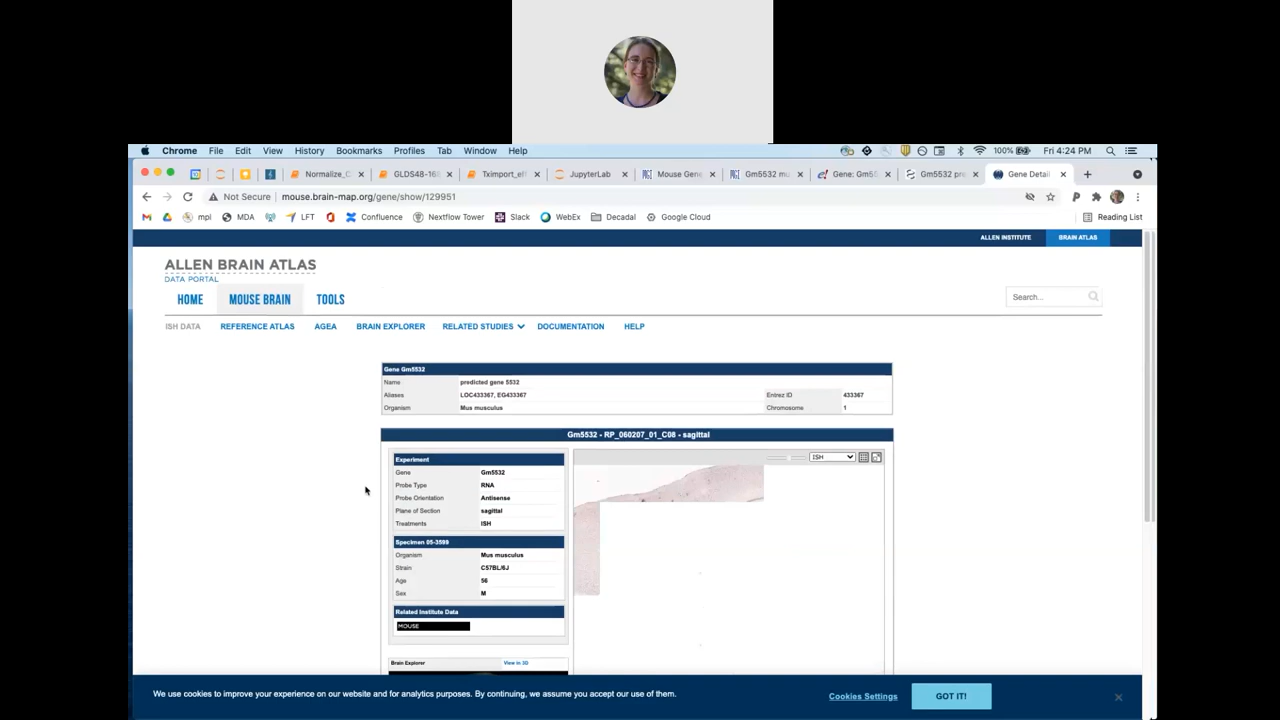 Chrome File Edit View History Bookmarks Profiles Tab Window Help 100% Fri 4:24 PM
Normalize_C GLDS48-168 Tximport_eff JupyterLab Mouse Gene Gm5532 mu Gene: Gm55 Gm5532 pre Gene Detail
Not Secure mouse.brain-map.org/gene/show/129951
mpl MDA LFT Confluence Nextflow Tower Slack WebEx Decadal Google Cloud Reading List
ALLEN INSTITUTE BRAIN ATLAS
ALLEN BRAIN ATLAS
DATA PORTAL
HOME MOUSE BRAIN TOOLS Search...
ISH DATA REFERENCE ATLAS AGEA BRAIN EXPLORER RELATED STUDIES DOCUMENTATION HELP
Gene Gm5532
Name predicted gene 5532
Aliases LOC433367, EG433367 Entrez ID 433367
Organism Mus musculus Chromosome 1
Gm5532 - RP_060207_01_C08 - sagittal
Experiment ISH
Gene Gm5532
Probe Type RNA
Probe Orientation Antisense
Plane of Section sagittal
Treatments ISH
Specimen 05-3599
Organism Mus musculus
Strain C57BL/6J
Age 56
Sex M
Related Institute Data
MOUSE
Brain Explorer View in 3D
We use cookies to improve your experience on our website and for analytics purposes. By continuing, we assume you accept our use of them. Cookies Settings GOT IT!